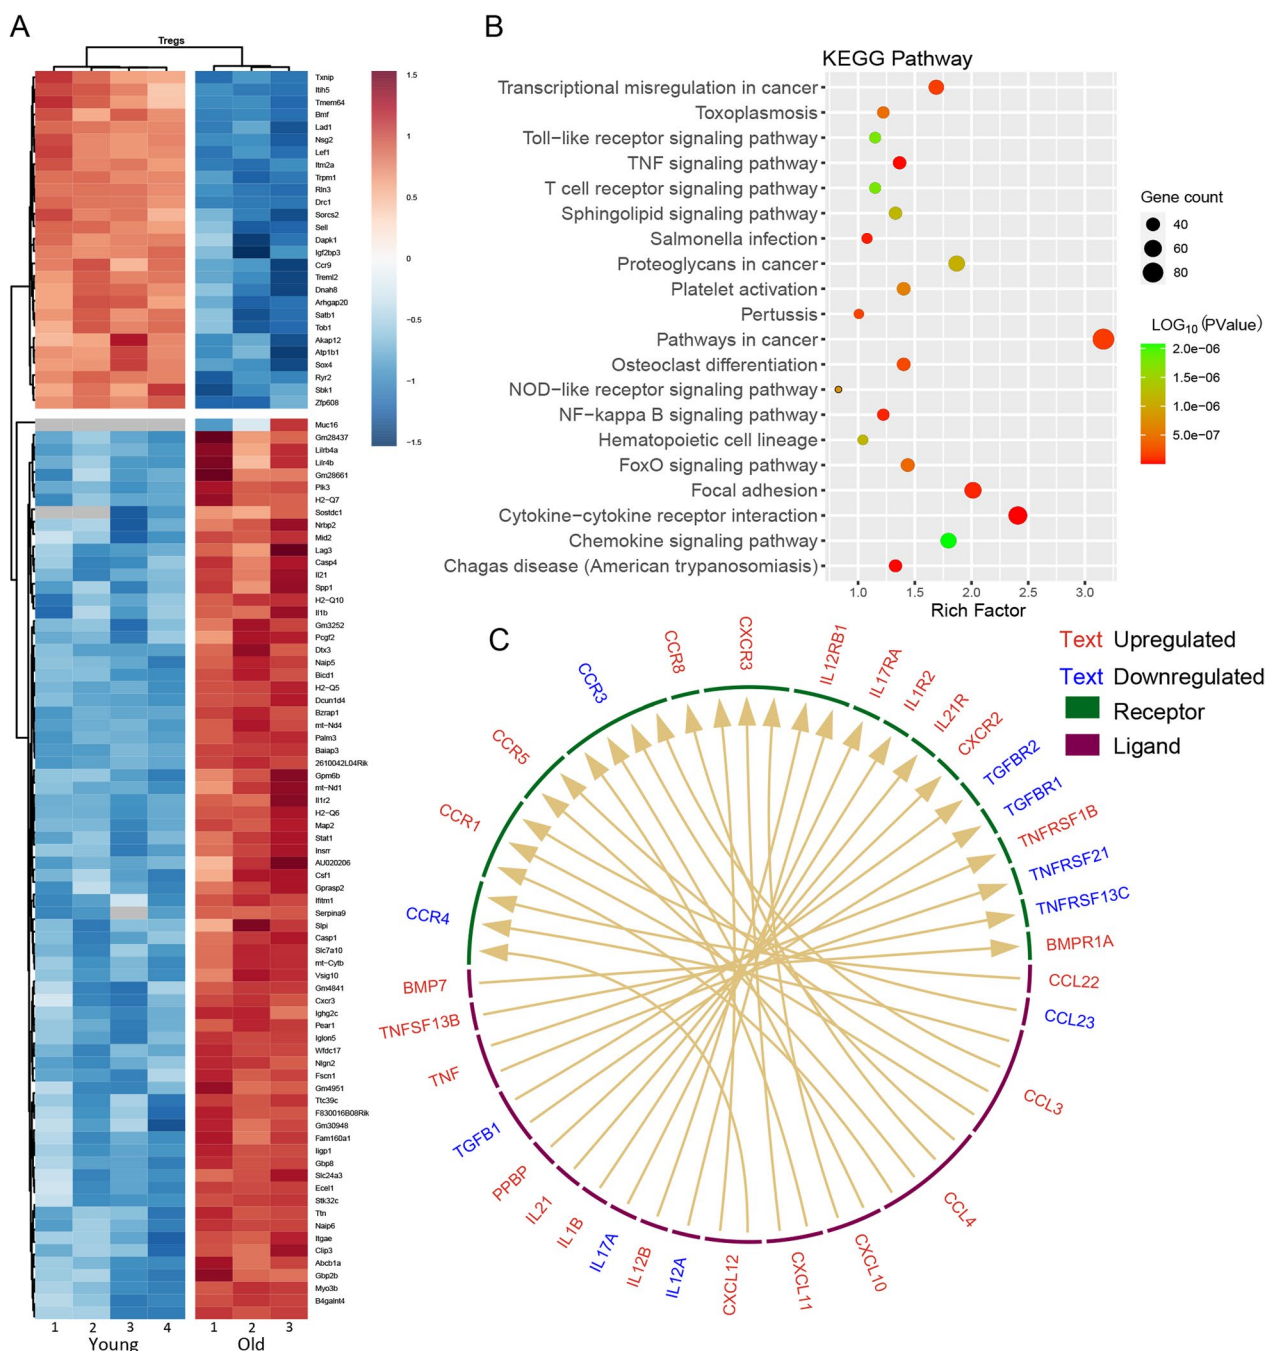 A
Tregs
Txnip
Itih5
Tmem64
Bmf
Lad1
Nsg2
Lef1
Itm2a
Trpm1
Rln3
Drc1
Sorcs2
Sell
Dapk1
Igf2bp3
Ccr9
Treml2
Dnah8
Arhgap20
Satb1
Tob1
Akap12
Atp1b1
Sox4
Ryr2
Sbk1
Zfp608
Muc16
Gm28437
Lilrb4a
Lilr4b
Gm28661
Plk3
H2-Q7
Sostdc1
Nrbp2
Mid2
Lag3
Casp4
Il21
Spp1
H2-Q10
Il1b
Gm3252
Pcgf2
Dtx3
Naip5
Bicd1
H2-Q5
Dcun1d4
Bzrap1
mt-Nd4
Palm3
Baiap3
2610042L04Rik
Gpm6b
mt-Nd1
Il1r2
H2-Q6
Map2
Stat1
Insrr
AU020206
Csf1
Gprasp2
Ifitm1
Serpina9
Slpi
Casp1
Slc7a10
mt-Cytb
Vsig10
Gm4841
Cxcr3
Ighg2c
Pear1
Iglon5
Wfdc17
Nlgn2
Fscn1
Gm4951
Ttc39c
F830016B08Rik
Gm30948
Fam160a1
Iigp1
Gbp8
Slc24a3
Ecel1
Stk32c
Ttn
Naip6
Itgae
Clip3
Abcb1a
Gbp2b
Myo3b
B4galnt4
1 2 3 4 1 2 3
Young Old
1.5
1
0.5
0
−0.5
−1
−1.5
B
KEGG Pathway
Transcriptional misregulation in cancer
Toxoplasmosis
Toll−like receptor signaling pathway
TNF signaling pathway
T cell receptor signaling pathway
Sphingolipid signaling pathway
Salmonella infection
Proteoglycans in cancer
Platelet activation
Pertussis
Pathways in cancer
Osteoclast differentiation
NOD−like receptor signaling pathway
NF−kappa B signaling pathway
Hematopoietic cell lineage
FoxO signaling pathway
Focal adhesion
Cytokine−cytokine receptor interaction
Chemokine signaling pathway
Chagas disease (American trypanosomiasis)
1.0 1.5 2.0 2.5 3.0
Rich Factor
Gene count
40
60
80
LOG10 (PValue)
2.0e-06
1.5e-06
1.0e-06
5.0e-07
C
Text Upregulated
Text Downregulated
Receptor
Ligand
CCR4
CCR1
CCR5
CCR3
CCR8
CXCR3
IL12RB1
IL17RA
IL1R2
IL21R
CXCR2
TGFBR2
TGFBR1
TNFRSF1B
TNFRSF21
TNFRSF13C
BMPR1A
CCL22
CCL23
CCL3
CCL4
CXCL10
CXCL11
CXCL12
IL12A
IL12B
IL17A
IL1B
IL21
PPBP
TGFB1
TNF
TNFSF13B
BMP7